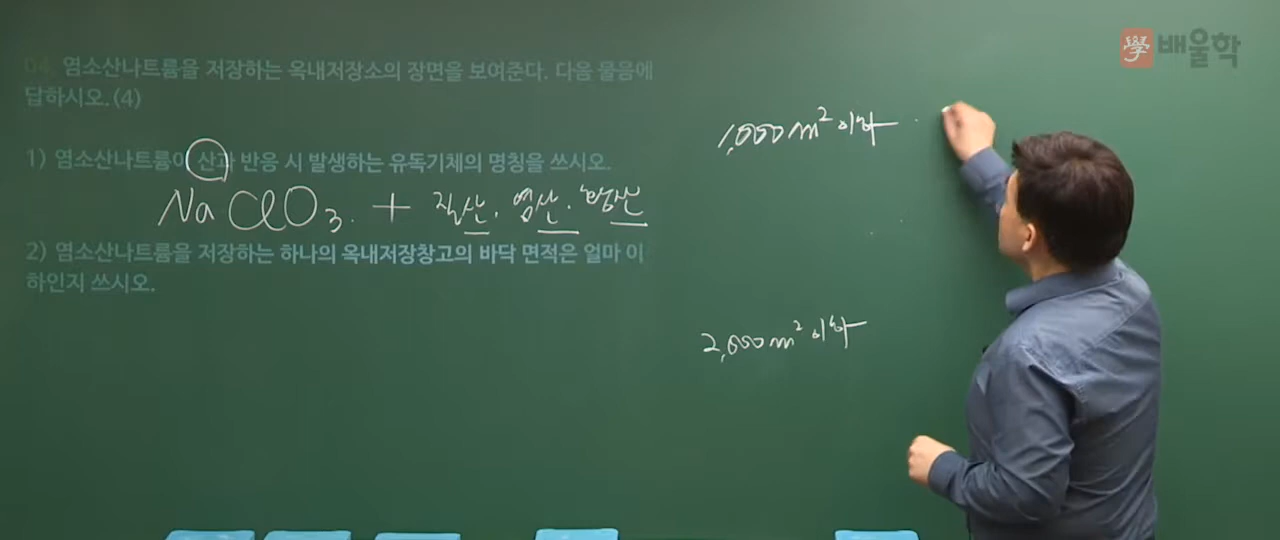 學 배울학
04. 염소산나트륨을 저장하는 옥내저장소의 장면을 보여준다. 다음 물음에
답하시오.(4)
1) 염소산나트륨이 산과 반응 시 발생하는 유독기체의 명칭을 쓰시오.
NaClO3. + 질산, 염산, 황산
2) 염소산나트륨을 저장하는 하나의 옥내저장창고의 바닥 면적은 얼마 이
하인지 쓰시오.
1,000m² 이하
2,000m² 이하